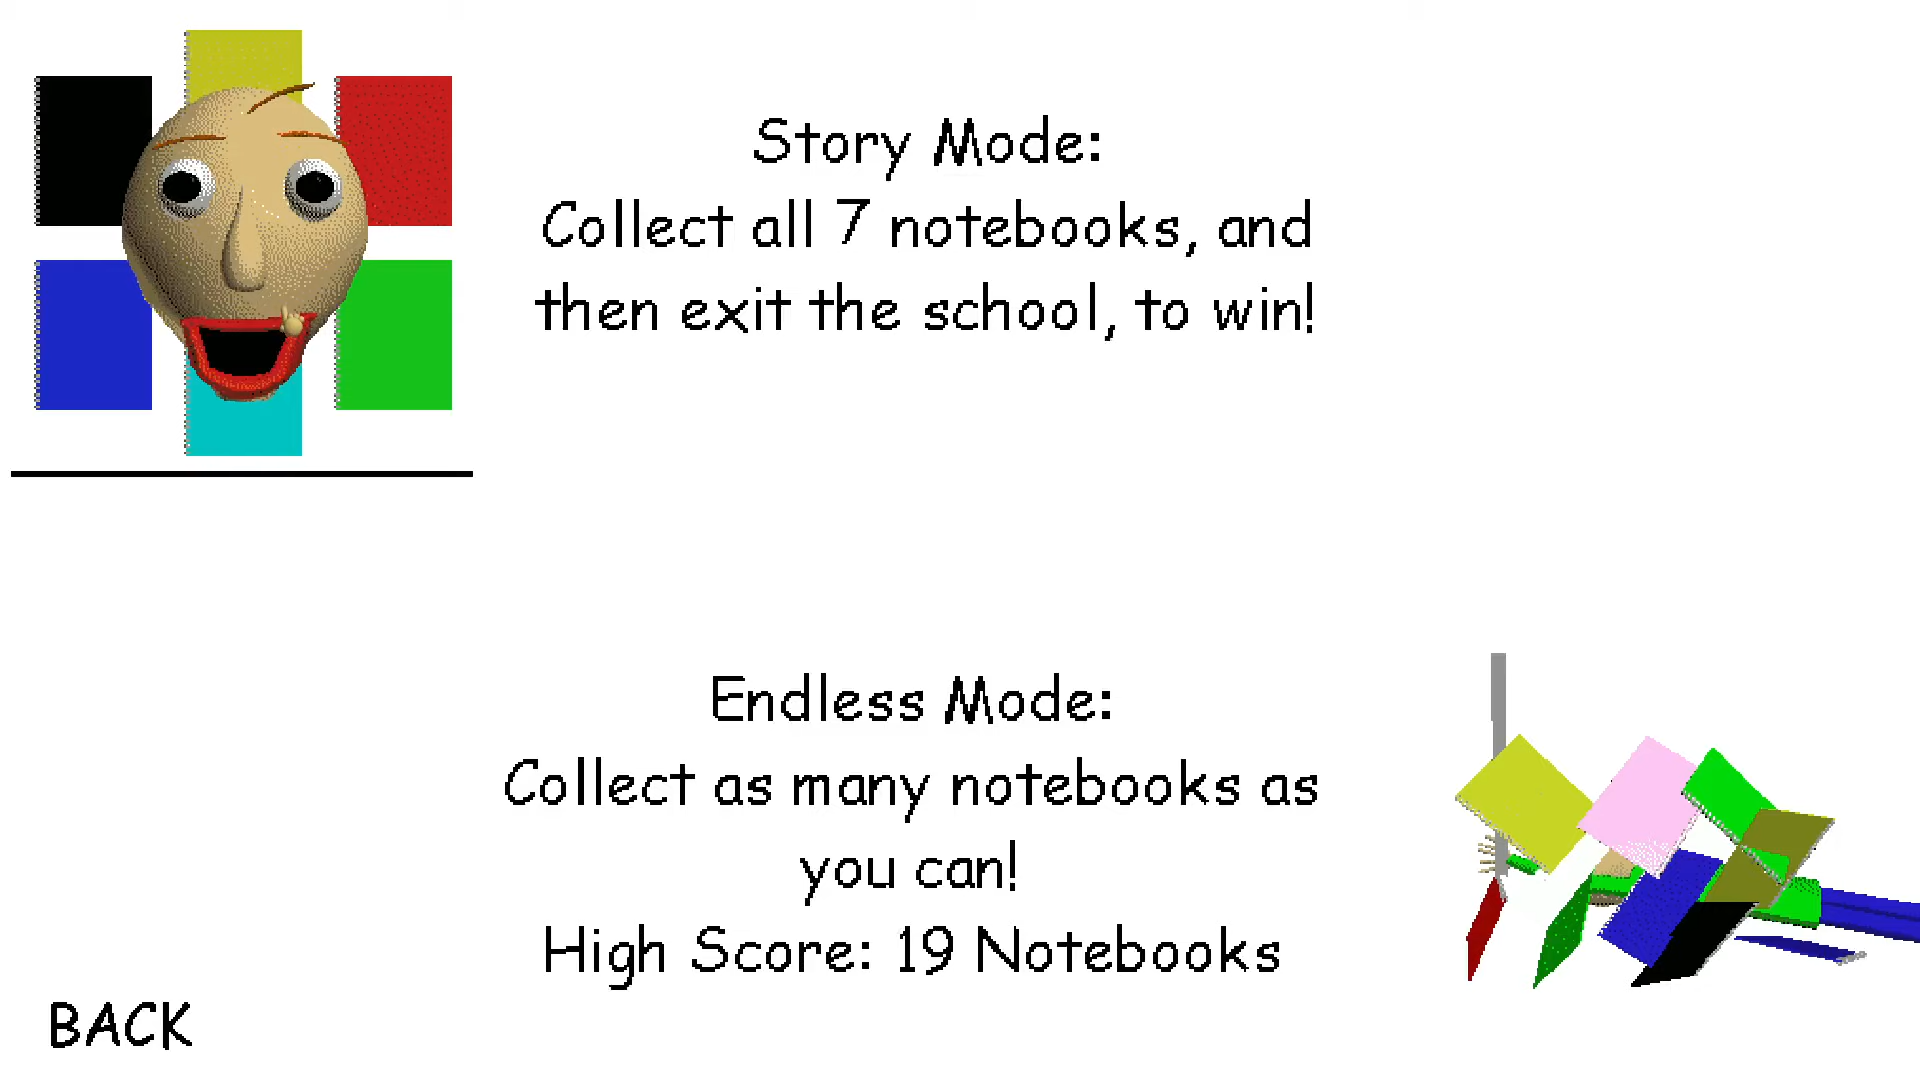 Story Mode:
Collect all 7 notebooks, and
then exit the school, to win!
Endless Mode:
Collect as many notebooks as
you can!
High Score: 19 Notebooks
BACK